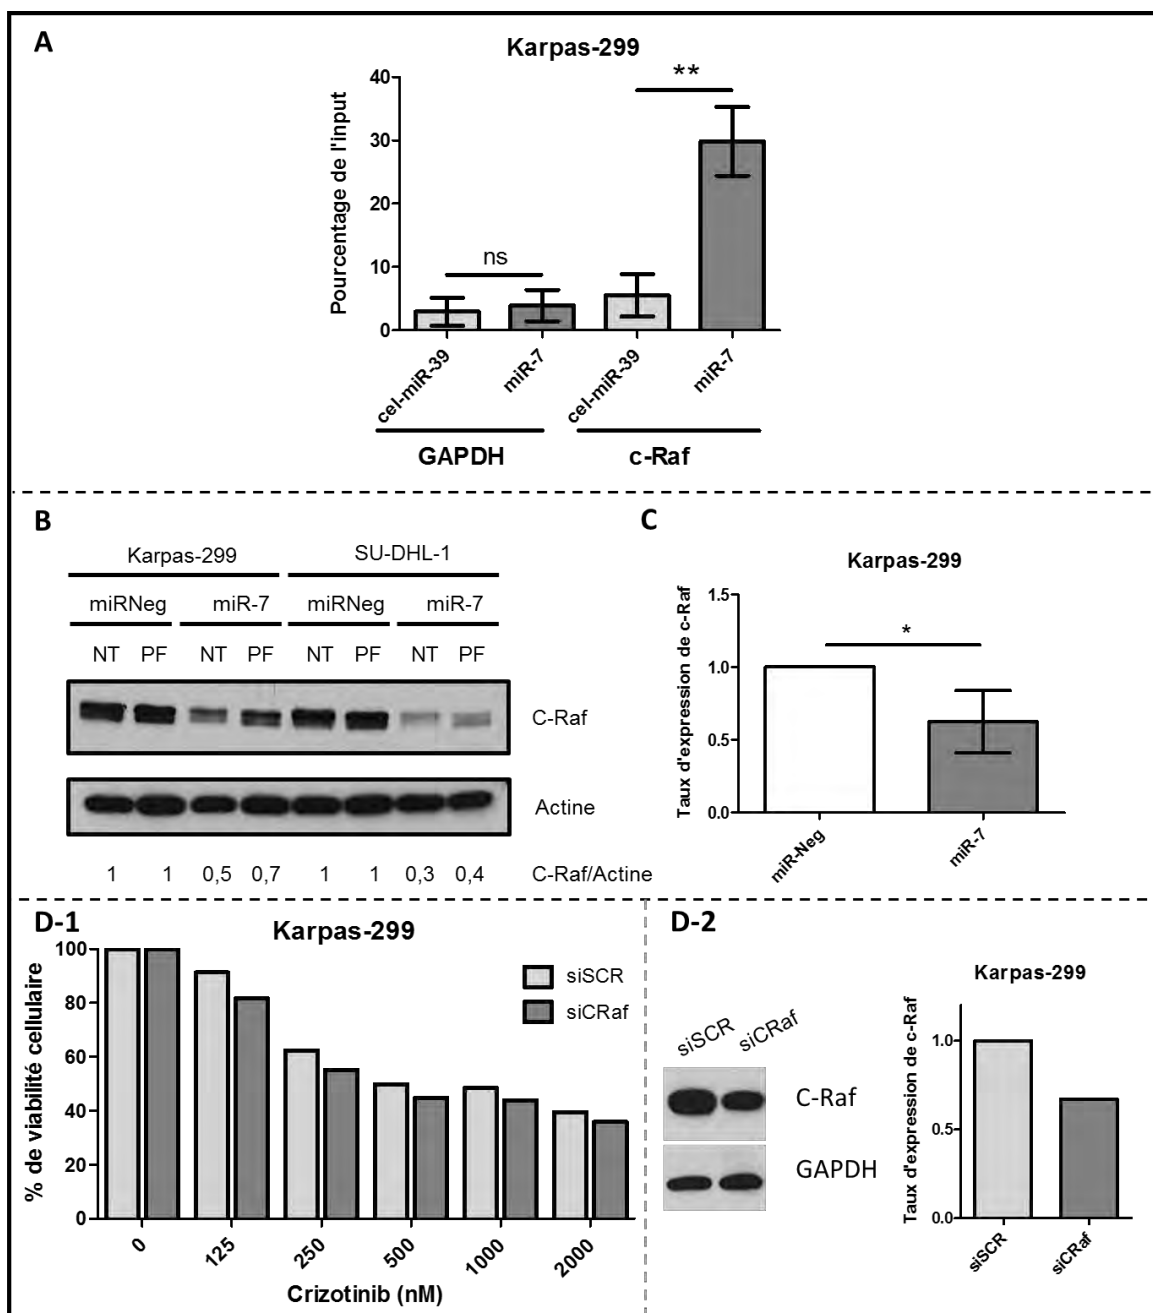 A
Karpas-299
Pourcentage de l'input
40
30
20
10
0
ns
**
cel-miR-39
miR-7
cel-miR-39
miR-7
GAPDH
c-Raf
B
Karpas-299
SU-DHL-1
miRNeg
miR-7
miRNeg
miR-7
NT PF NT PF NT PF NT PF
C-Raf
Actine
1 1 0,5 0,7 1 1 0,3 0,4 C-Raf/Actine
C
Karpas-299
Taux d'expression de c-Raf
1.5
1.0
0.5
0.0
*
miR-Neg
miR-7
D-1
Karpas-299
% de viabilité cellulaire
100
80
60
40
20
0
siSCR
siCRaf
0 125 250 500 1000 2000
Crizotinib (nM)
D-2
siSCR
siCRaf
C-Raf
GAPDH
Karpas-299
Taux d'expression de c-Raf
1.0
0.5
0.0
siSCR
siCRaf